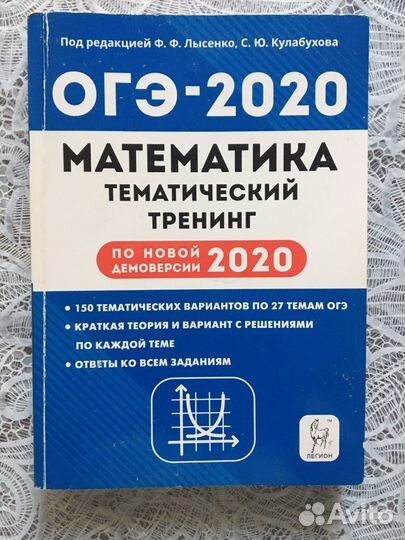 Под редакцией Ф. Ф. Лысенко, С. Ю. Кулабухова
ОГЭ-2020
МАТЕМАТИКА
ТЕМАТИЧЕСКИЙ
ТРЕНИНГ
ПО НОВОЙ
ДЕМОВЕРСИИ 2020
• 150 ТЕМАТИЧЕСКИХ ВАРИАНТОВ ПО 27 ТЕМАМ ОГЭ
• КРАТКАЯ ТЕОРИЯ И ВАРИАНТ С РЕШЕНИЯМИ
ПО КАЖДОЙ ТЕМЕ
• ОТВЕТЫ КО ВСЕМ ЗАДАНИЯМ
TM
ЛЕГИОН
Avito